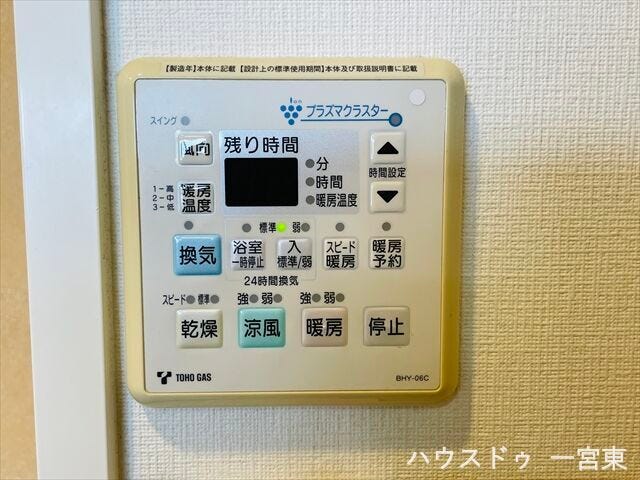 【製造年】本体に記載 【設計上の標準使用期間】本体及び取扱説明書に記載
ion
プラズマクラスター
スイング
風向
残り時間
分
時間
暖房温度
時間設定
1－高
2－中
3－低
暖房
温度
標準 弱
換気
浴室
一時停止
入
標準/弱
スピード
暖房
暖房
予約
24時間換気
スピード 標準
強 弱
強 弱
乾燥
涼風
暖房
停止
TOHO GAS
BHY-06C
ハウスドゥ 一宮東